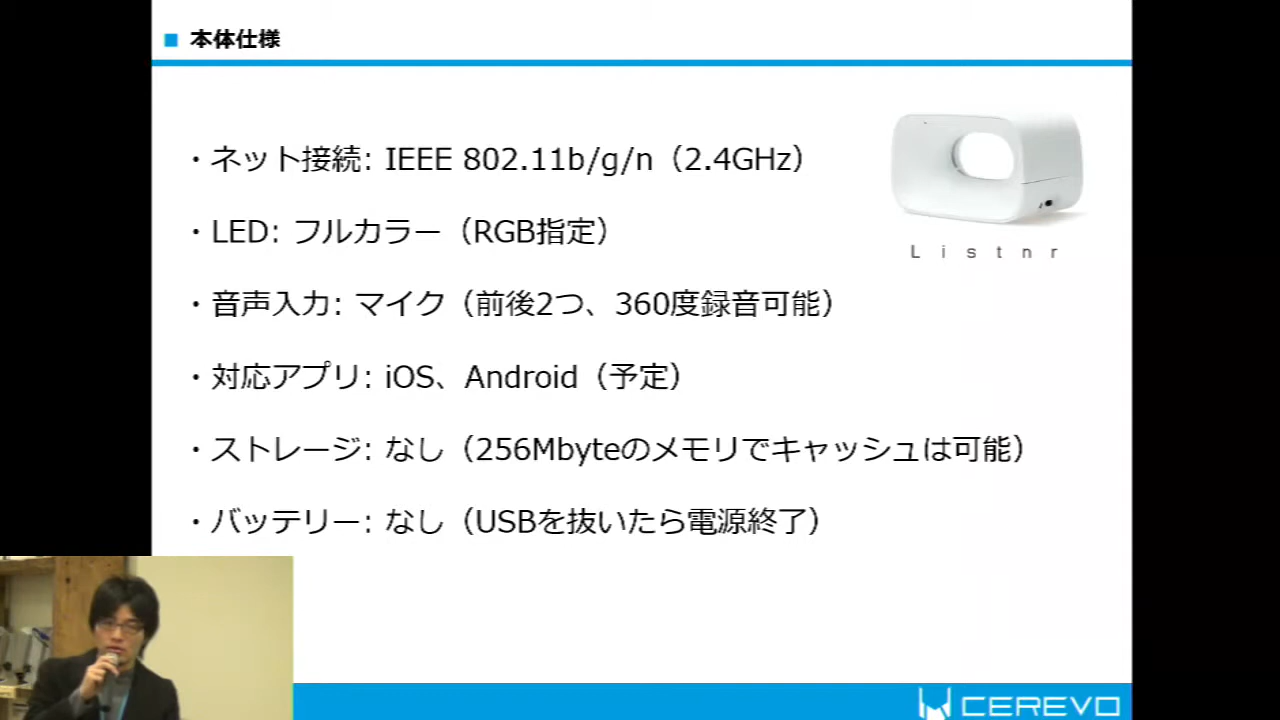 本体仕様
・ネット接続: IEEE 802.11b/g/n（2.4GHz）
・LED: フルカラー（RGB指定）
・音声入力: マイク（前後2つ、360度録音可能）
・対応アプリ: iOS、Android（予定）
・ストレージ: なし（256Mbyteのメモリでキャッシュは可能）
・バッテリー: なし（USBを抜いたら電源終了）
Listnr
CEREVO